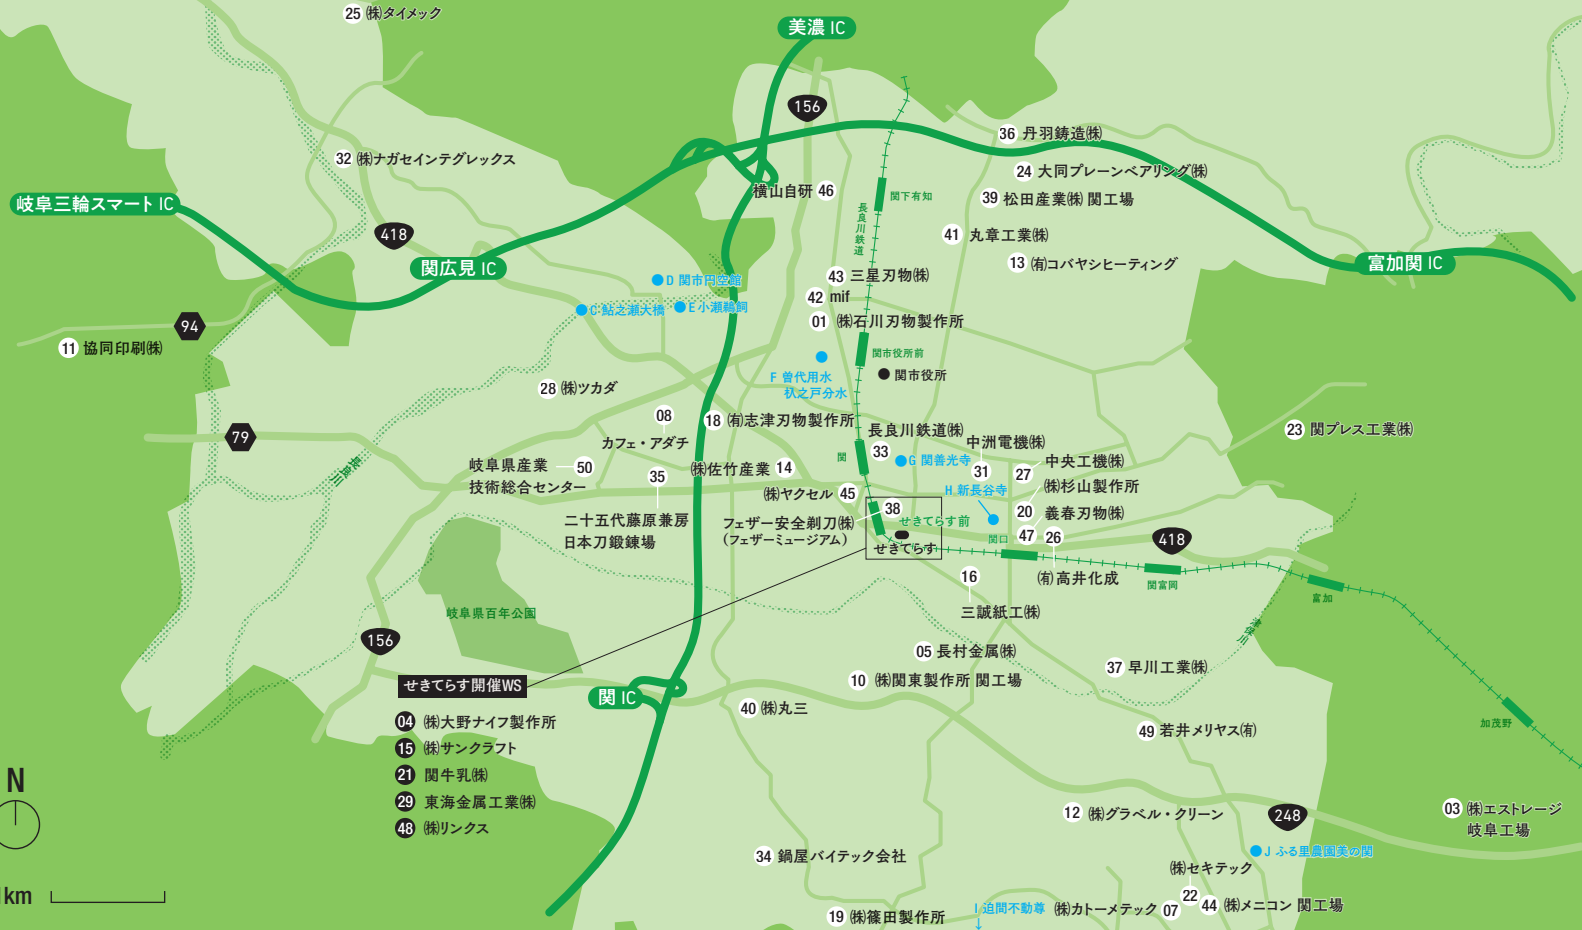 25 ㈱タイメック
美濃 IC
156
36 丹羽鋳造㈱
32 ㈱ナガセインテグレックス
24 大同プレーンベアリング㈱
横山自研 46
関下有知
39 松田産業㈱ 関工場
岐阜三輪スマート IC
長良川鉄道
418
41 丸章工業㈱
関広見 IC
13 ㈲コバヤシヒーティング
富加関 IC
D 関市円空館
43 三星刃物㈱
42 mif
C 鮎之瀬大橋
E 小瀬鵜飼
01 ㈱石川刃物製作所
94
11 協同印刷㈱
関市役所前
F 曽代用水
杁之戸分水
関市役所
28 ㈱ツカダ
08
カフェ・アダチ
18 ㈲志津刃物製作所
79
長良川鉄道㈱
33
中洲電機㈱
31
23 関プレス工業㈱
関
G 関善光寺
岐阜県産業
技術総合センター
50
35
㈱佐竹産業 14
27
中央工機㈱
長良川
㈱ヤクセル 45
H 新長谷寺
㈱杉山製作所
20
義春刃物㈱
二十五代藤原兼房
日本刀鍛錬場
フェザー安全剃刀㈱
（フェザーミュージアム）
38
せきてらす前
せきてらす
関口
47
26
418
㈲高井化成
関富岡
富加
16
三誠紙工㈱
岐阜県百年公園
津保川
156
05 長村金属㈱
37 早川工業㈱
10 ㈱関東製作所 関工場
せきてらす開催WS
関 IC
40 ㈱丸三
04 ㈱大野ナイフ製作所
15 ㈱サンクラフト
21 関牛乳㈱
29 東海金属工業㈱
48 ㈱リンクス
加茂野
49 若井メリヤス㈲
N
12 ㈱グラベル・クリーン
248
03 ㈱エストレージ
岐阜工場
34 鍋屋バイテック会社
J ふる里農園美の関
㈱セキテック
22
1km
19 ㈱篠田製作所
I 迫間不動尊
↓
㈱カトーメテック 07
44 ㈱メニコン 関工場